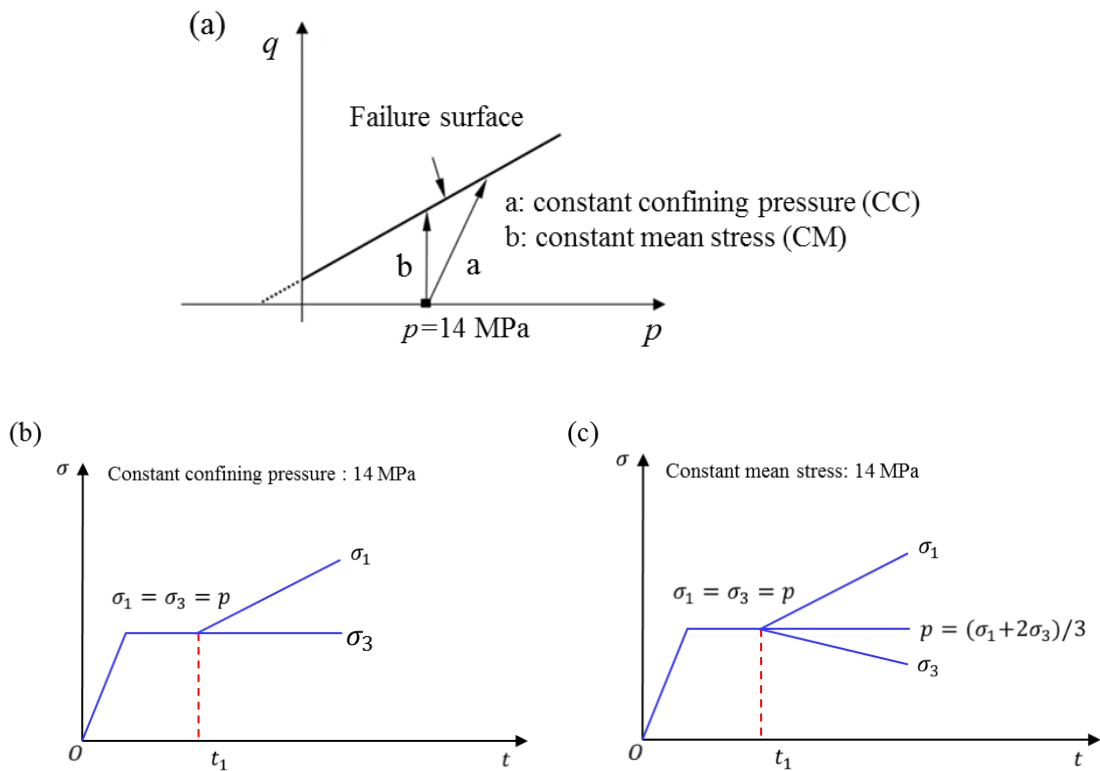 (a)
q
Failure surface
a: constant confining pressure (CC)
b: constant mean stress (CM)
b
a
p=14 MPa
p
(b)
σ
Constant confining pressure : 14 MPa
σ₁
σ₁ = σ₃ = p
σ₃
O
t₁
t
(c)
σ
Constant mean stress: 14 MPa
σ₁
σ₁ = σ₃ = p
p = (σ₁+2σ₃)/3
σ₃
O
t₁
t